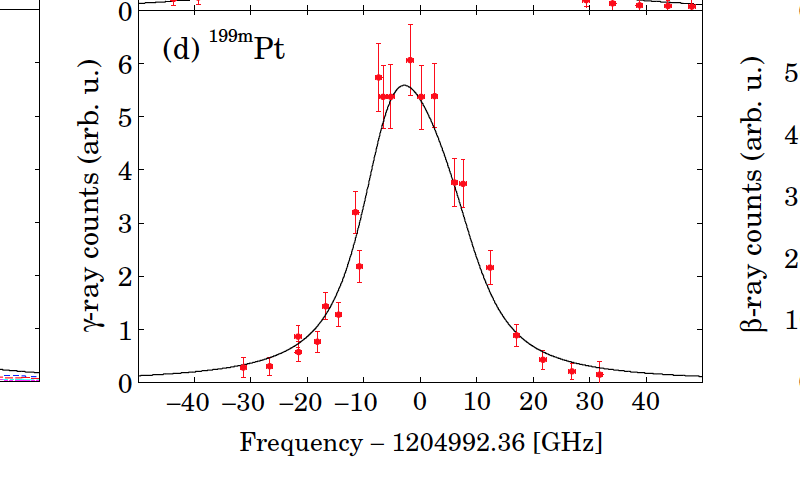 0
(d) ¹⁹⁹ᵐPt
6
5
4
3
2
1
0
γ-ray counts (arb. u.)
−40 −30 −20 −10 0 10 20 30 40
Frequency − 1204992.36 [GHz]
5
4
3
2
1
β-ray counts (arb. u.)